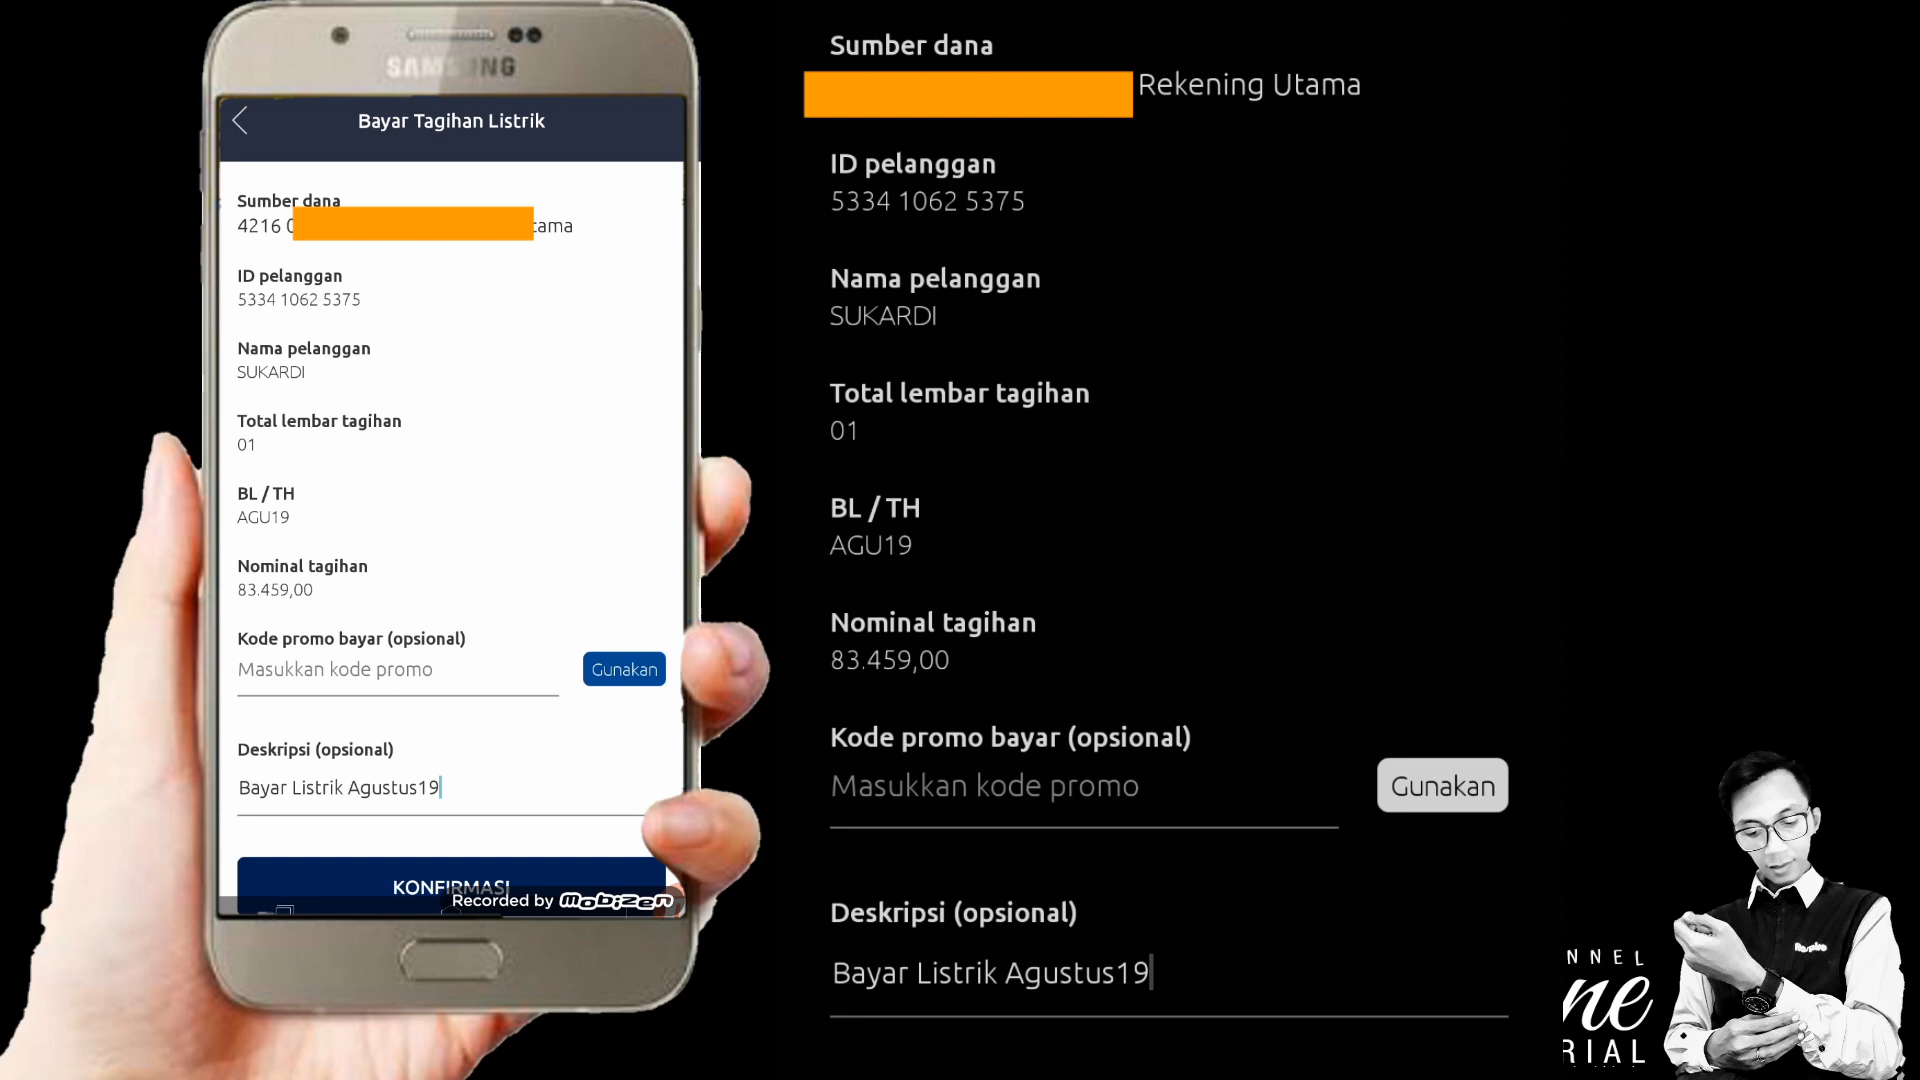 SAMSUNG
Bayar Tagihan Listrik
Sumber dana
4216
ID pelanggan
5334 1062 5375
Nama pelanggan
SUKARDI
Total lembar tagihan
01
BL / TH
AGU19
Nominal tagihan
83.459,00
Kode promo bayar (opsional)
Masukkan kode promo
Gunakan
Deskripsi (opsional)
Bayar Listrik Agustus19
KONFIRMASI
Recorded by mobizen
Sumber dana
Rekening Utama
ID pelanggan
5334 1062 5375
Nama pelanggan
SUKARDI
Total lembar tagihan
01
BL / TH
AGU19
Nominal tagihan
83.459,00
Kode promo bayar (opsional)
Masukkan kode promo
Gunakan
Deskripsi (opsional)
Bayar Listrik Agustus19
NNEL
ne
RIAL